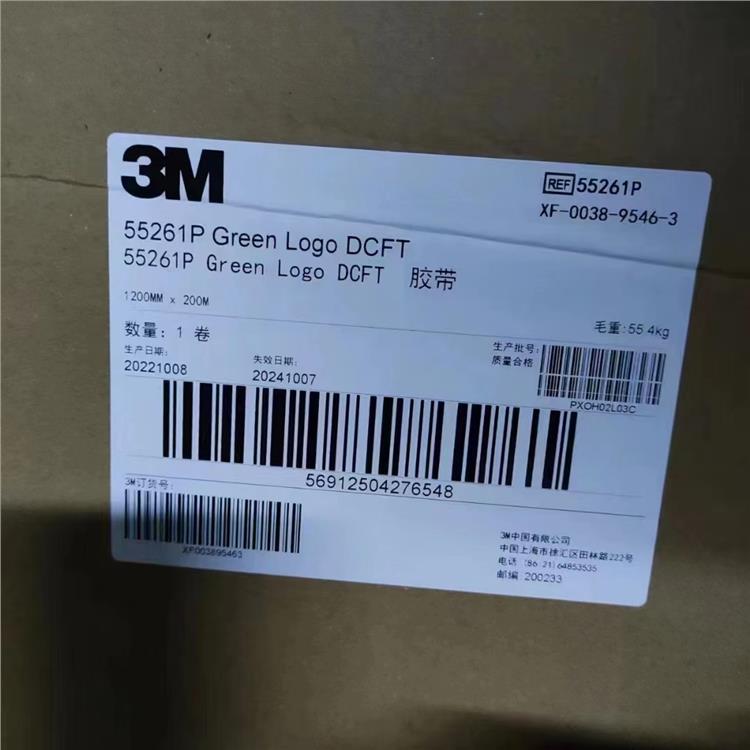 3M
REF 55261P
XF-0038-9546-3
55261P Green Logo DCFT
55261P Green Logo DCFT 胶带
1200MM x 200M
数量: 1 卷
毛重:55.4kg
生产日期:
20221008
失效日期:
20241007
生产批号:
质量合格
PXOH02L03C
56912504276548
3M订货号:
XF003895463
3M中国有限公司
中国上海市徐汇区田林路222号
电话 (86 21)64853535
邮编 200233